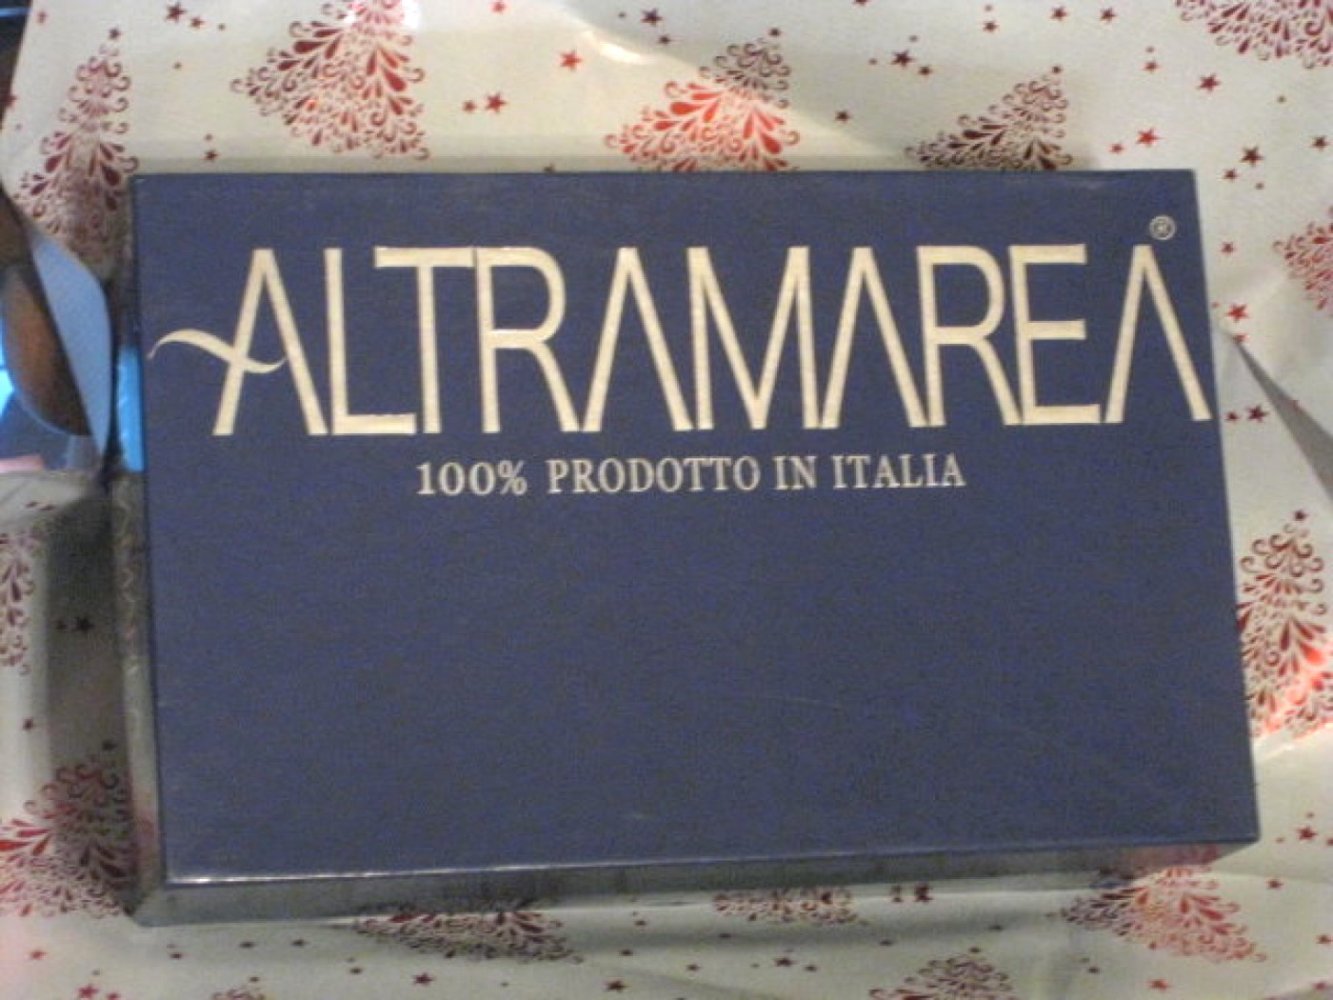 ALTRAMAREA®
100% PRODOTTO IN ITALIA